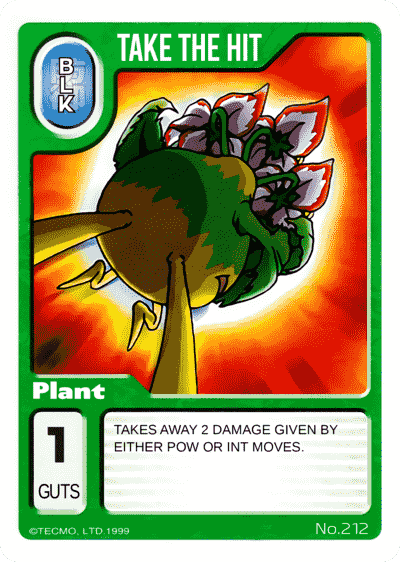 TAKE THE HIT
BLK
Plant
1
GUTS
TAKES AWAY 2 DAMAGE GIVEN BY
EITHER POW OR INT MOVES.
©TECMO, LTD.1999
No.212